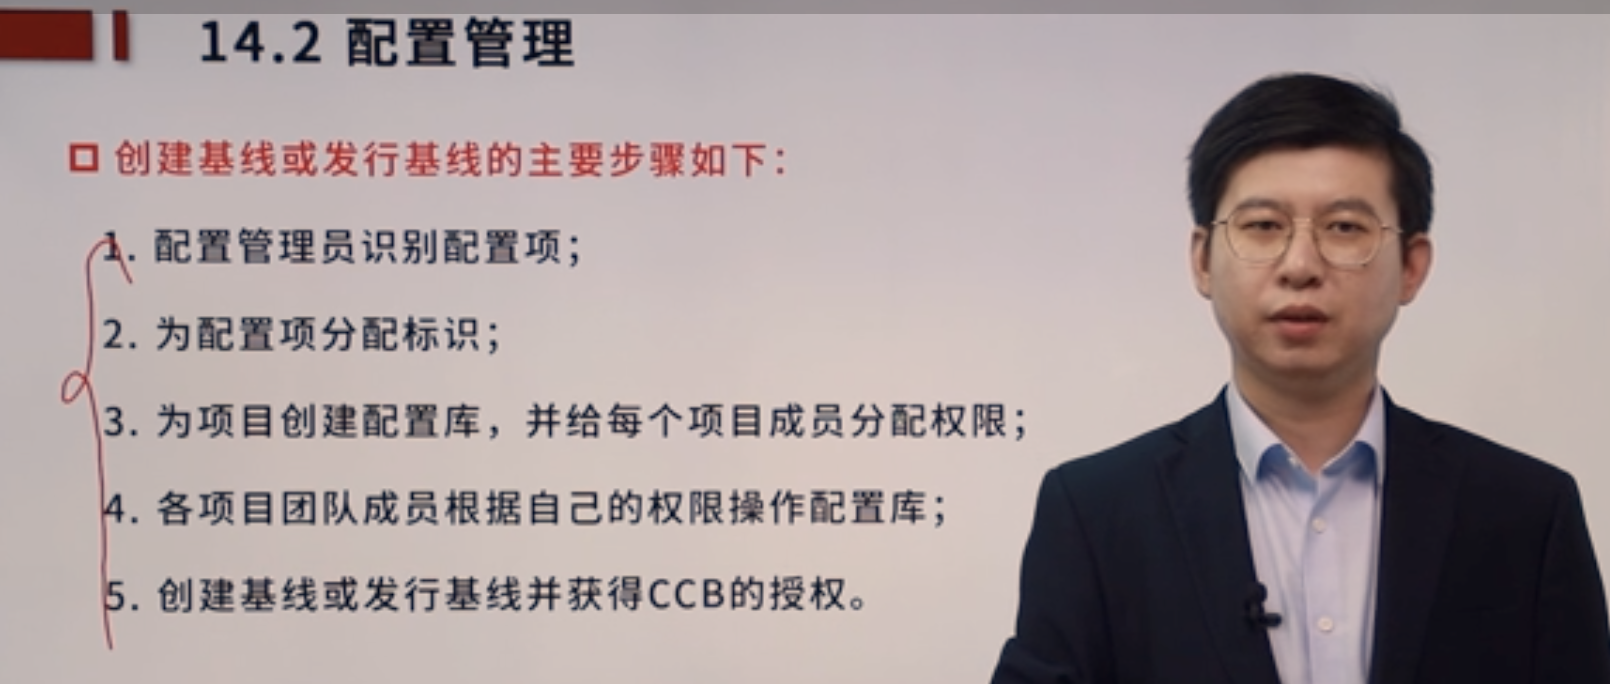 14.2 配置管理
创建基线或发行基线的主要步骤如下：
1. 配置管理员识别配置项；
2. 为配置项分配标识；
3. 为项目创建配置库，并给每个项目成员分配权限；
4. 各项目团队成员根据自己的权限操作配置库；
5. 创建基线或发行基线并获得CCB的授权。